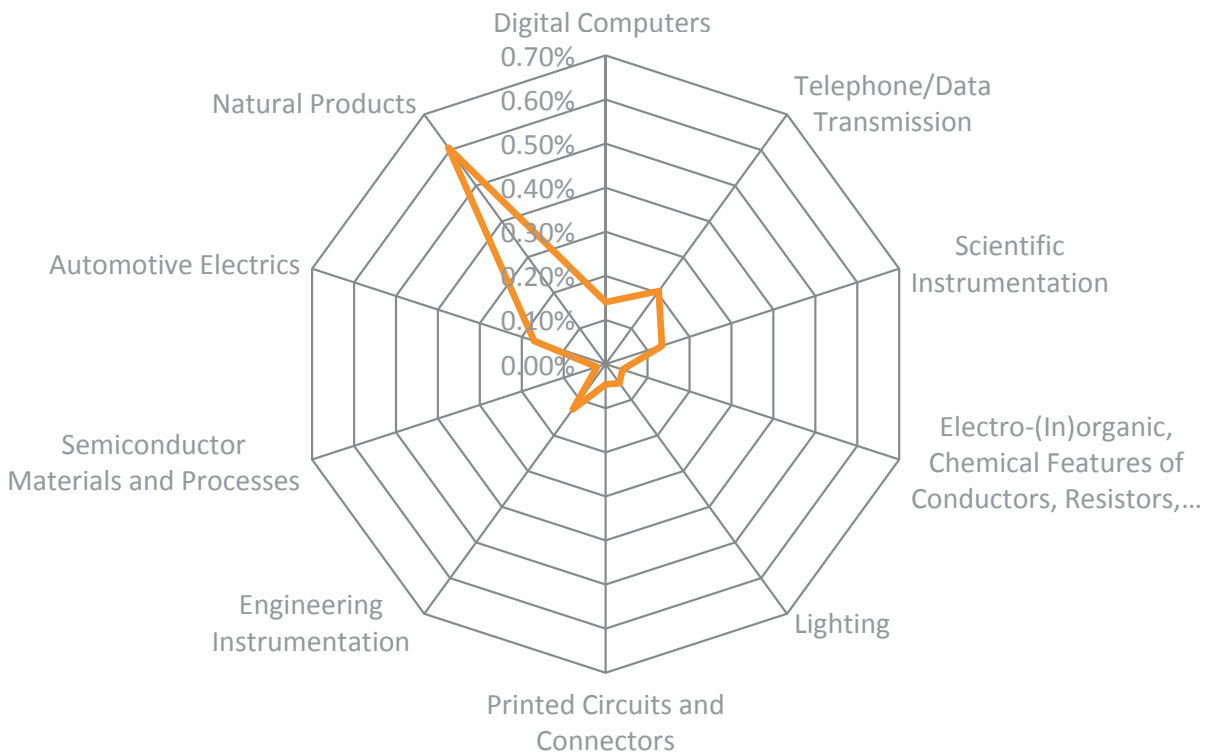 Digital Computers
0.70%
0.60%
0.50%
0.40%
0.30%
0.20%
0.10%
0.00%
Telephone/Data
Transmission
Scientific
Instrumentation
Electro-(In)organic,
Chemical Features of
Conductors, Resistors,…
Lighting
Printed Circuits and
Connectors
Engineering
Instrumentation
Semiconductor
Materials and Processes
Automotive Electrics
Natural Products